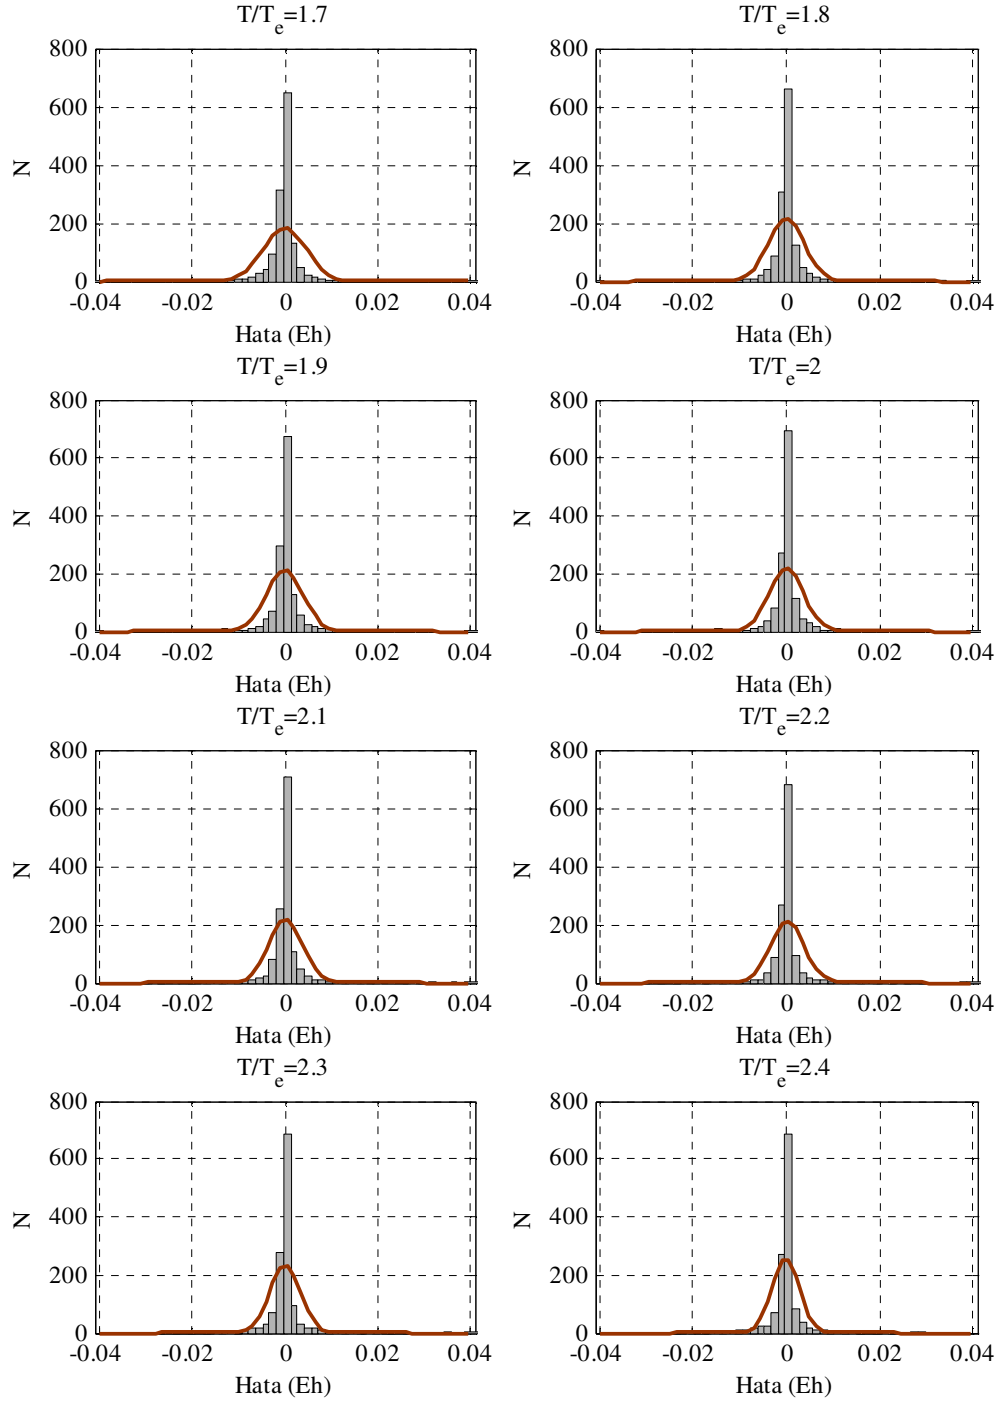 T/Te=1.7 T/Te=1.8
800 800
600 600
400 400
200 200
0 0
N N
-0.04 -0.02 0 0.02 0.04 -0.04 -0.02 0 0.02 0.04
Hata (Eh) Hata (Eh)
T/Te=1.9 T/Te=2
800 800
600 600
400 400
200 200
0 0
N N
-0.04 -0.02 0 0.02 0.04 -0.04 -0.02 0 0.02 0.04
Hata (Eh) Hata (Eh)
T/Te=2.1 T/Te=2.2
800 800
600 600
400 400
200 200
0 0
N N
-0.04 -0.02 0 0.02 0.04 -0.04 -0.02 0 0.02 0.04
Hata (Eh) Hata (Eh)
T/Te=2.3 T/Te=2.4
800 800
600 600
400 400
200 200
0 0
N N
-0.04 -0.02 0 0.02 0.04 -0.04 -0.02 0 0.02 0.04
Hata (Eh) Hata (Eh)